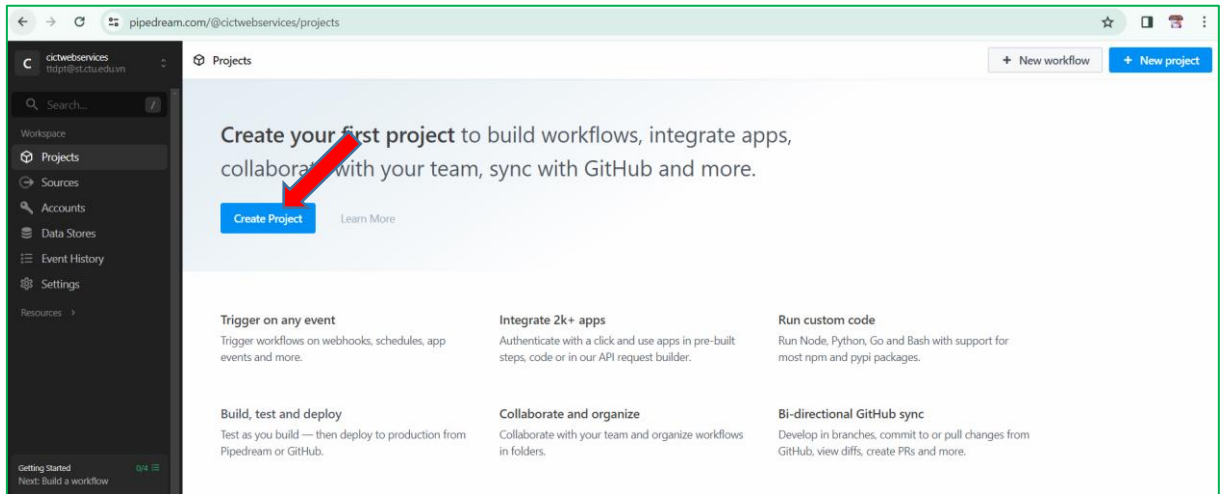 pipedream.com/@cictwebservices/projects
C
cictwebservices
ttdpt@st.ctu.edu.vn
Projects
+ New workflow
+ New project
Search...
/
Workspace
Projects
Sources
Accounts
Data Stores
Event History
Settings
Resources >
Getting Started
0/4
Next: Build a workflow
Create your first project to build workflows, integrate apps,
collaborate with your team, sync with GitHub and more.
Create Project
Learn More
Trigger on any event
Trigger workflows on webhooks, schedules, app
events and more.
Integrate 2k+ apps
Authenticate with a click and use apps in pre-built
steps, code or in our API request builder.
Run custom code
Run Node, Python, Go and Bash with support for
most npm and pypi packages.
Build, test and deploy
Test as you build — then deploy to production from
Pipedream or GitHub.
Collaborate and organize
Collaborate with your team and organize workflows
in folders.
Bi-directional GitHub sync
Develop in branches, commit to or pull changes from
GitHub, view diffs, create PRs and more.